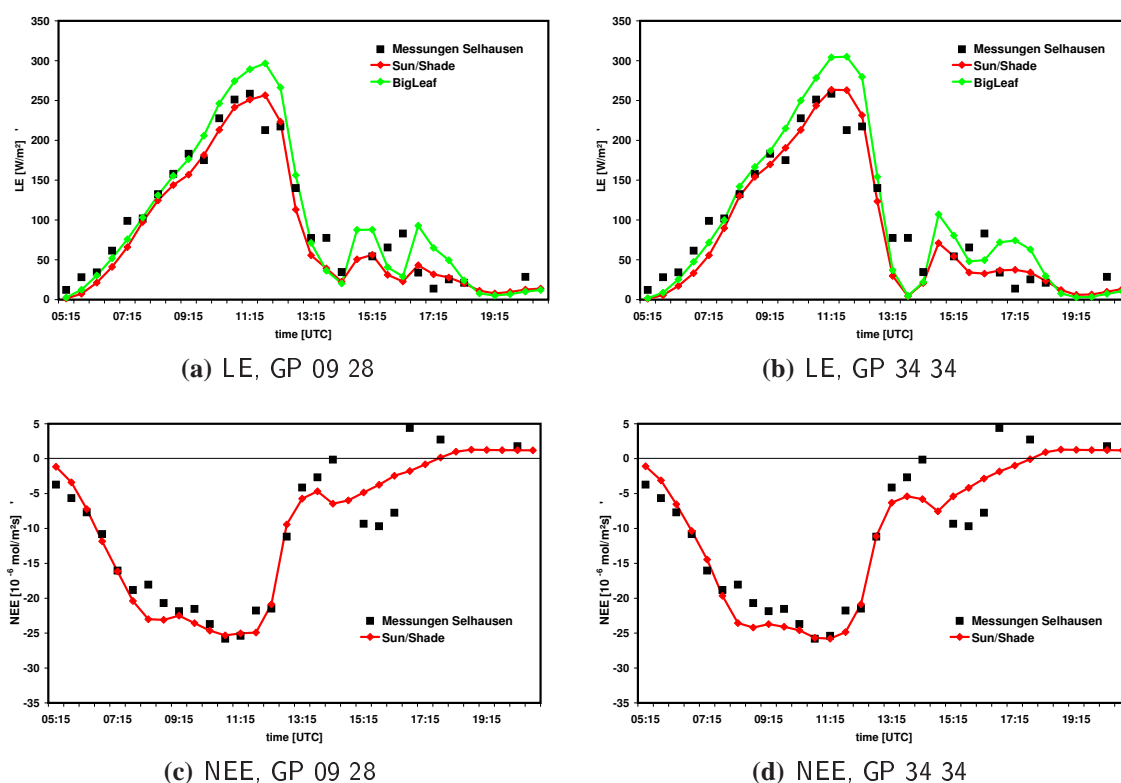 350
300
250
200
150
100
50
0
LE [W/m²]
Messungen Selhausen
Sun/Shade
BigLeaf
05:15 07:15 09:15 11:15 13:15 15:15 17:15 19:15
time [UTC]
(a) LE, GP 09 28
350
300
250
200
150
100
50
0
LE [W/m²]
Messungen Selhausen
Sun/Shade
BigLeaf
05:15 07:15 09:15 11:15 13:15 15:15 17:15 19:15
time [UTC]
(b) LE, GP 34 34
5
0
-5
-10
-15
-20
-25
-30
-35
NEE [10⁻⁶ mol/m²s]
Messungen Selhausen
Sun/Shade
05:15 07:15 09:15 11:15 13:15 15:15 17:15 19:15
time [UTC]
(c) NEE, GP 09 28
5
0
-5
-10
-15
-20
-25
-30
-35
NEE [10⁻⁶ mol/m²s]
Messungen Selhausen
Sun/Shade
05:15 07:15 09:15 11:15 13:15 15:15 17:15 19:15
time [UTC]
(d) NEE, GP 34 34